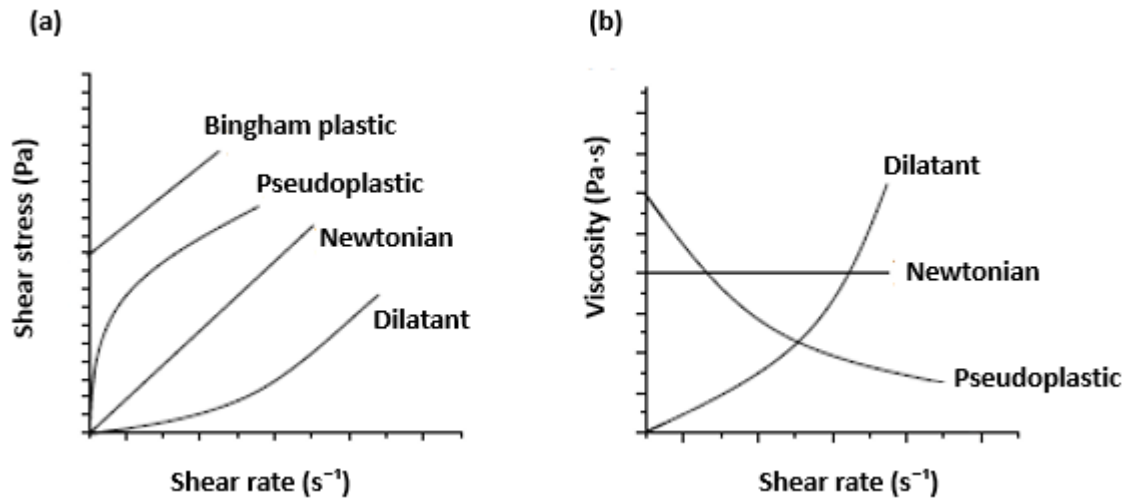 (a)
Shear stress (Pa)
Bingham plastic
Pseudoplastic
Newtonian
Dilatant
Shear rate (s⁻¹)
(b)
Viscosity (Pa·s)
Dilatant
Newtonian
Pseudoplastic
Shear rate (s⁻¹)